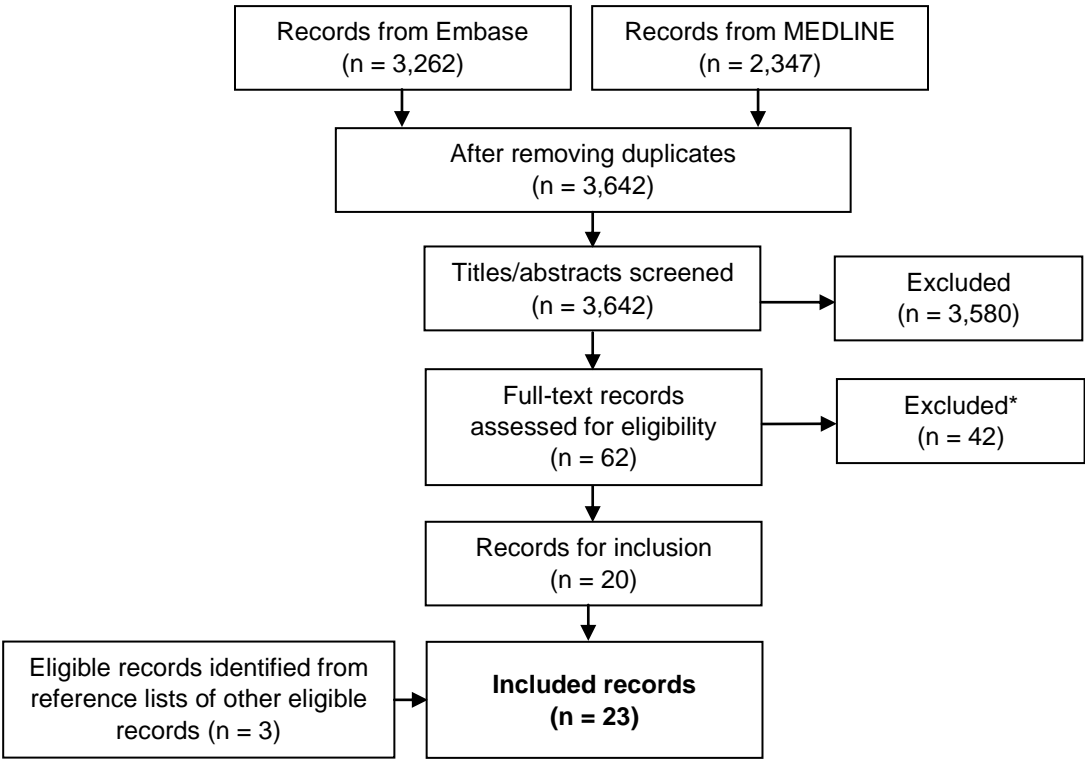 Records from Embase
(n = 3,262)
Records from MEDLINE
(n = 2,347)
After removing duplicates
(n = 3,642)
Titles/abstracts screened
(n = 3,642)
Excluded
(n = 3,580)
Full-text records
assessed for eligibility
(n = 62)
Excluded*
(n = 42)
Records for inclusion
(n = 20)
Eligible records identified from
reference lists of other eligible
records (n = 3)
Included records
(n = 23)